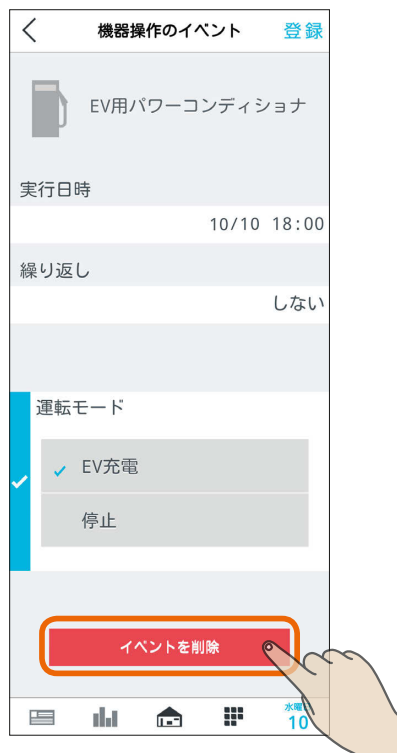 機器操作のイベント 登録
EV用パワーコンディショナ
実行日時
10/10 18:00
繰り返し
しない
運転モード
EV充電
停止
イベントを削除
水曜
10